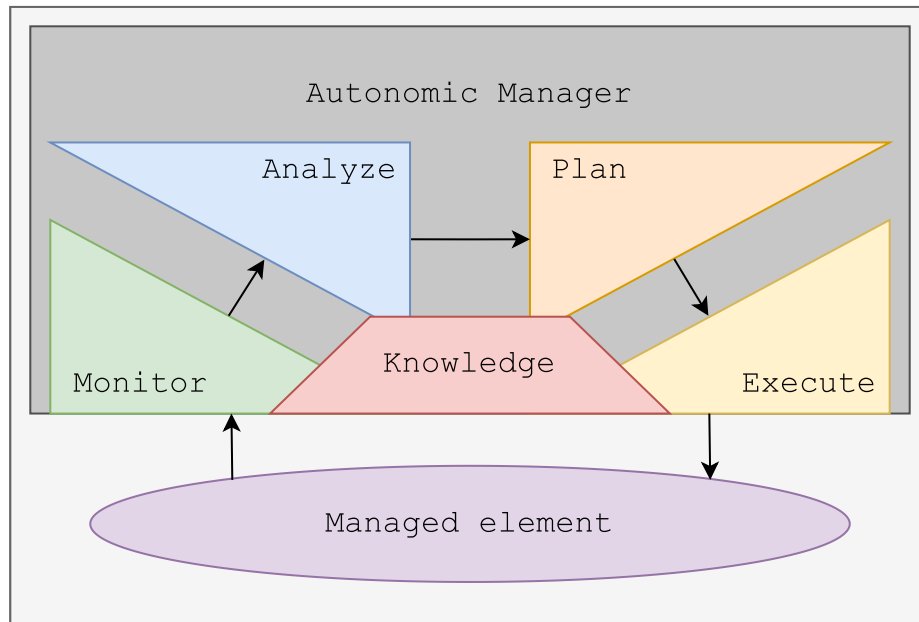 Autonomic Manager
Analyze
Plan
Monitor
Knowledge
Execute
Managed element